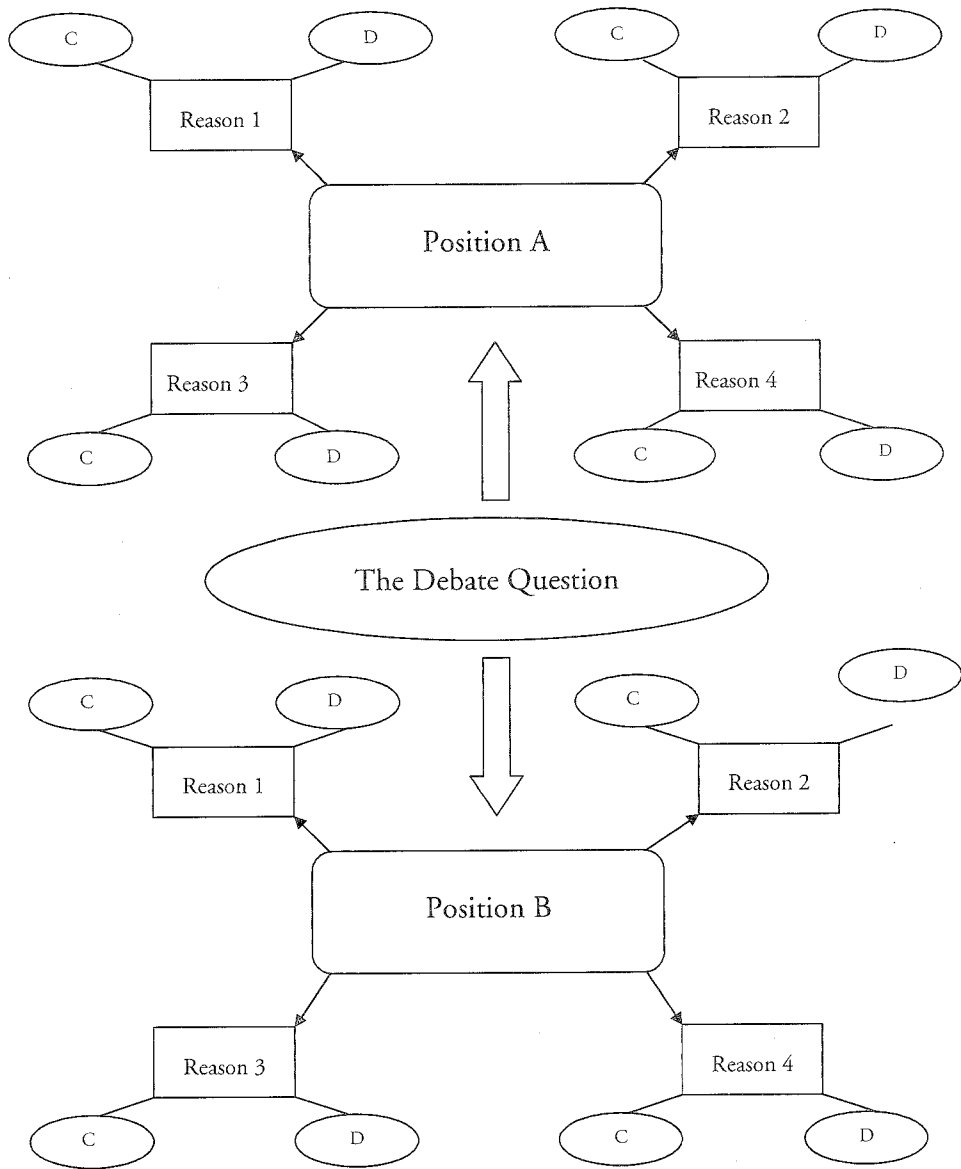 C
D
C
D
Reason 1
Reason 2
Position A
Reason 3
Reason 4
C
D
C
D
The Debate Question
C
D
C
D
Reason 1
Reason 2
Position B
Reason 3
Reason 4
C
D
C
D